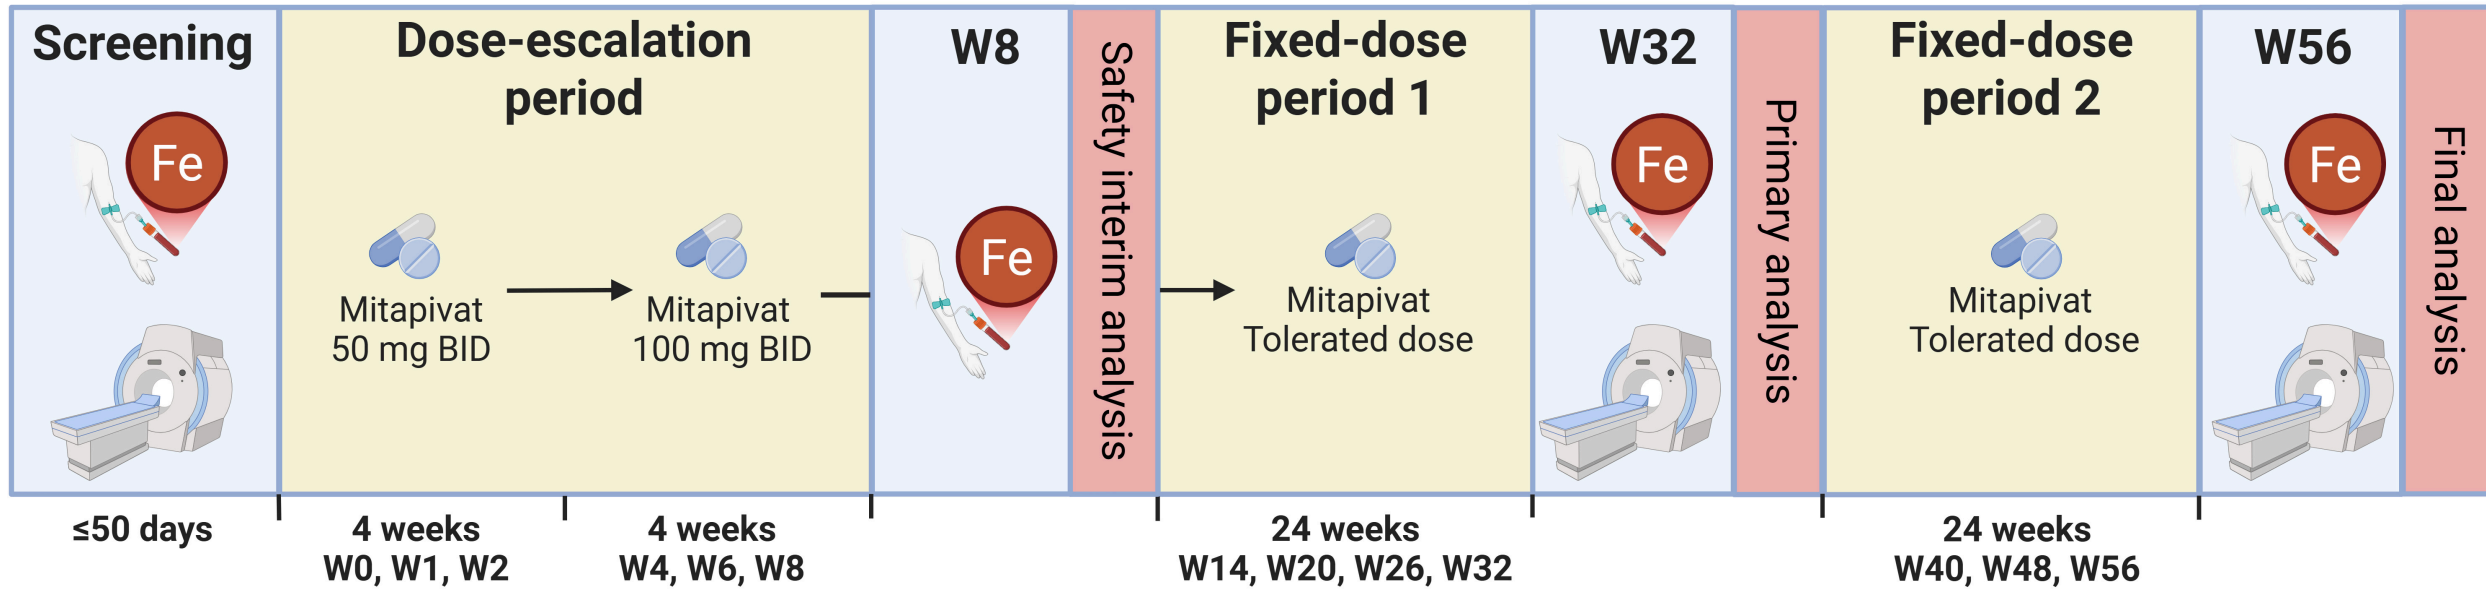 Screening
Fe
≤50 days
Dose-escalation
period
Mitapivat
50 mg BID
Mitapivat
100 mg BID
4 weeks
W0, W1, W2
4 weeks
W4, W6, W8
W8
Fe
Safety interim analysis
Fixed-dose
period 1
Mitapivat
Tolerated dose
24 weeks
W14, W20, W26, W32
W32
Fe
Primary analysis
Fixed-dose
period 2
Mitapivat
Tolerated dose
24 weeks
W40, W48, W56
W56
Fe
Final analysis